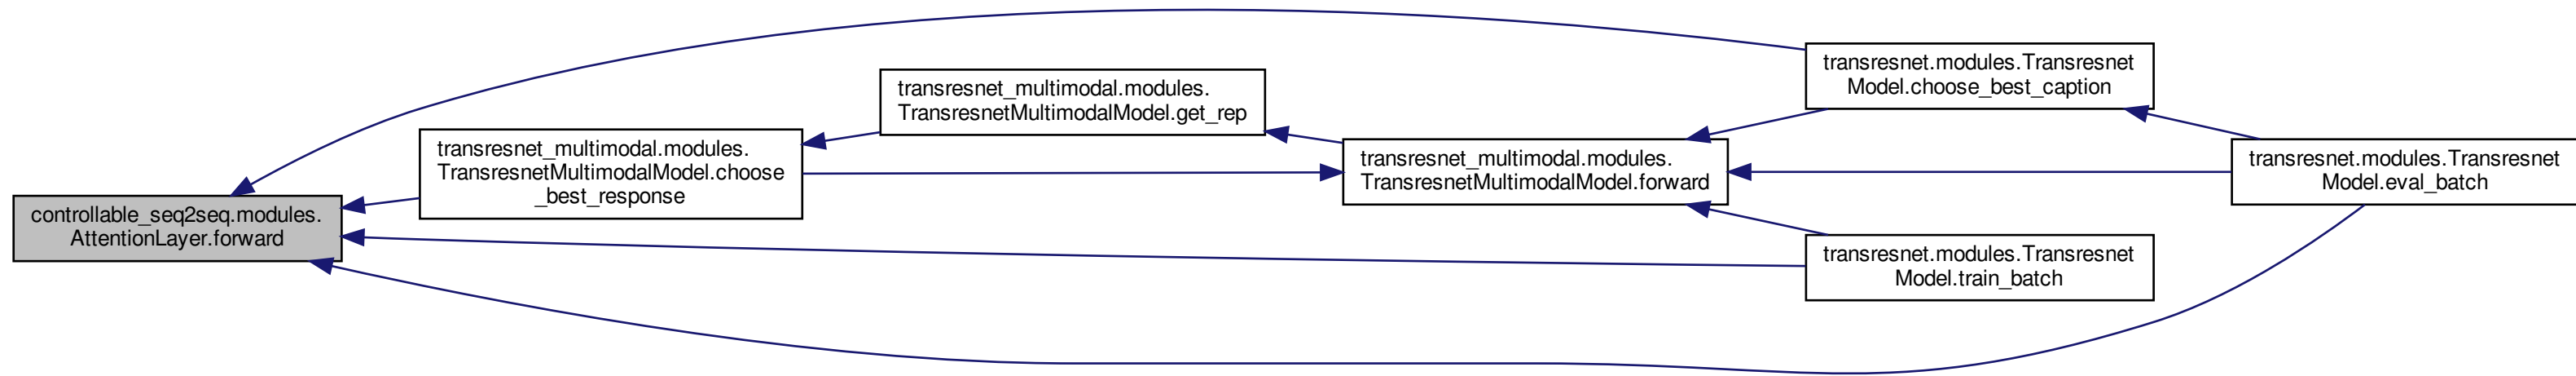 controllable_seq2seq.modules.
AttentionLayer.forward
transresnet_multimodal.modules.
TransresnetMultimodalModel.choose
_best_response
transresnet_multimodal.modules.
TransresnetMultimodalModel.get_rep
transresnet_multimodal.modules.
TransresnetMultimodalModel.forward
transresnet.modules.Transresnet
Model.choose_best_caption
transresnet.modules.Transresnet
Model.eval_batch
transresnet.modules.Transresnet
Model.train_batch